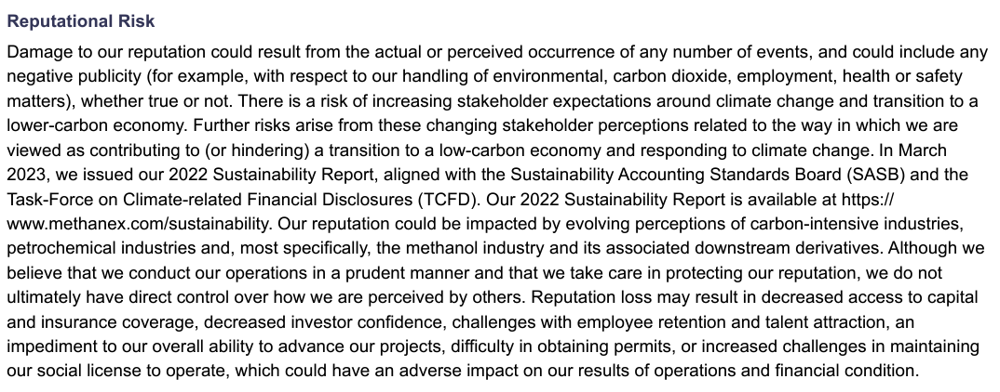 Reputational Risk
Damage to our reputation could result from the actual or perceived occurrence of any number of events, and could include any
negative publicity (for example, with respect to our handling of environmental, carbon dioxide, employment, health or safety
matters), whether true or not. There is a risk of increasing stakeholder expectations around climate change and transition to a
lower-carbon economy. Further risks arise from these changing stakeholder perceptions related to the way in which we are
viewed as contributing to (or hindering) a transition to a low-carbon economy and responding to climate change. In March
2023, we issued our 2022 Sustainability Report, aligned with the Sustainability Accounting Standards Board (SASB) and the
Task-Force on Climate-related Financial Disclosures (TCFD). Our 2022 Sustainability Report is available at https://
www.methanex.com/sustainability. Our reputation could be impacted by evolving perceptions of carbon-intensive industries,
petrochemical industries and, most specifically, the methanol industry and its associated downstream derivatives. Although we
believe that we conduct our operations in a prudent manner and that we take care in protecting our reputation, we do not
ultimately have direct control over how we are perceived by others. Reputation loss may result in decreased access to capital
and insurance coverage, decreased investor confidence, challenges with employee retention and talent attraction, an
impediment to our overall ability to advance our projects, difficulty in obtaining permits, or increased challenges in maintaining
our social license to operate, which could have an adverse impact on our results of operations and financial condition.